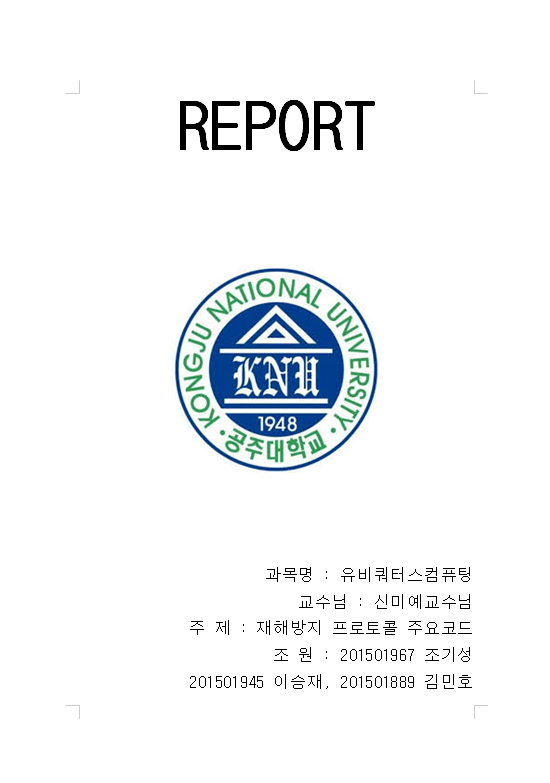 REPORT
KONGJU NATIONAL UNIVERSITY
KNU
1948
공주대학교
과목명 : 유비쿼터스컴퓨팅
교수님 : 신미예교수님
주 제 : 재해방지 프로토콜 주요코드
조 원 : 201501967 조기성
201501945 이승재, 201501889 김민호